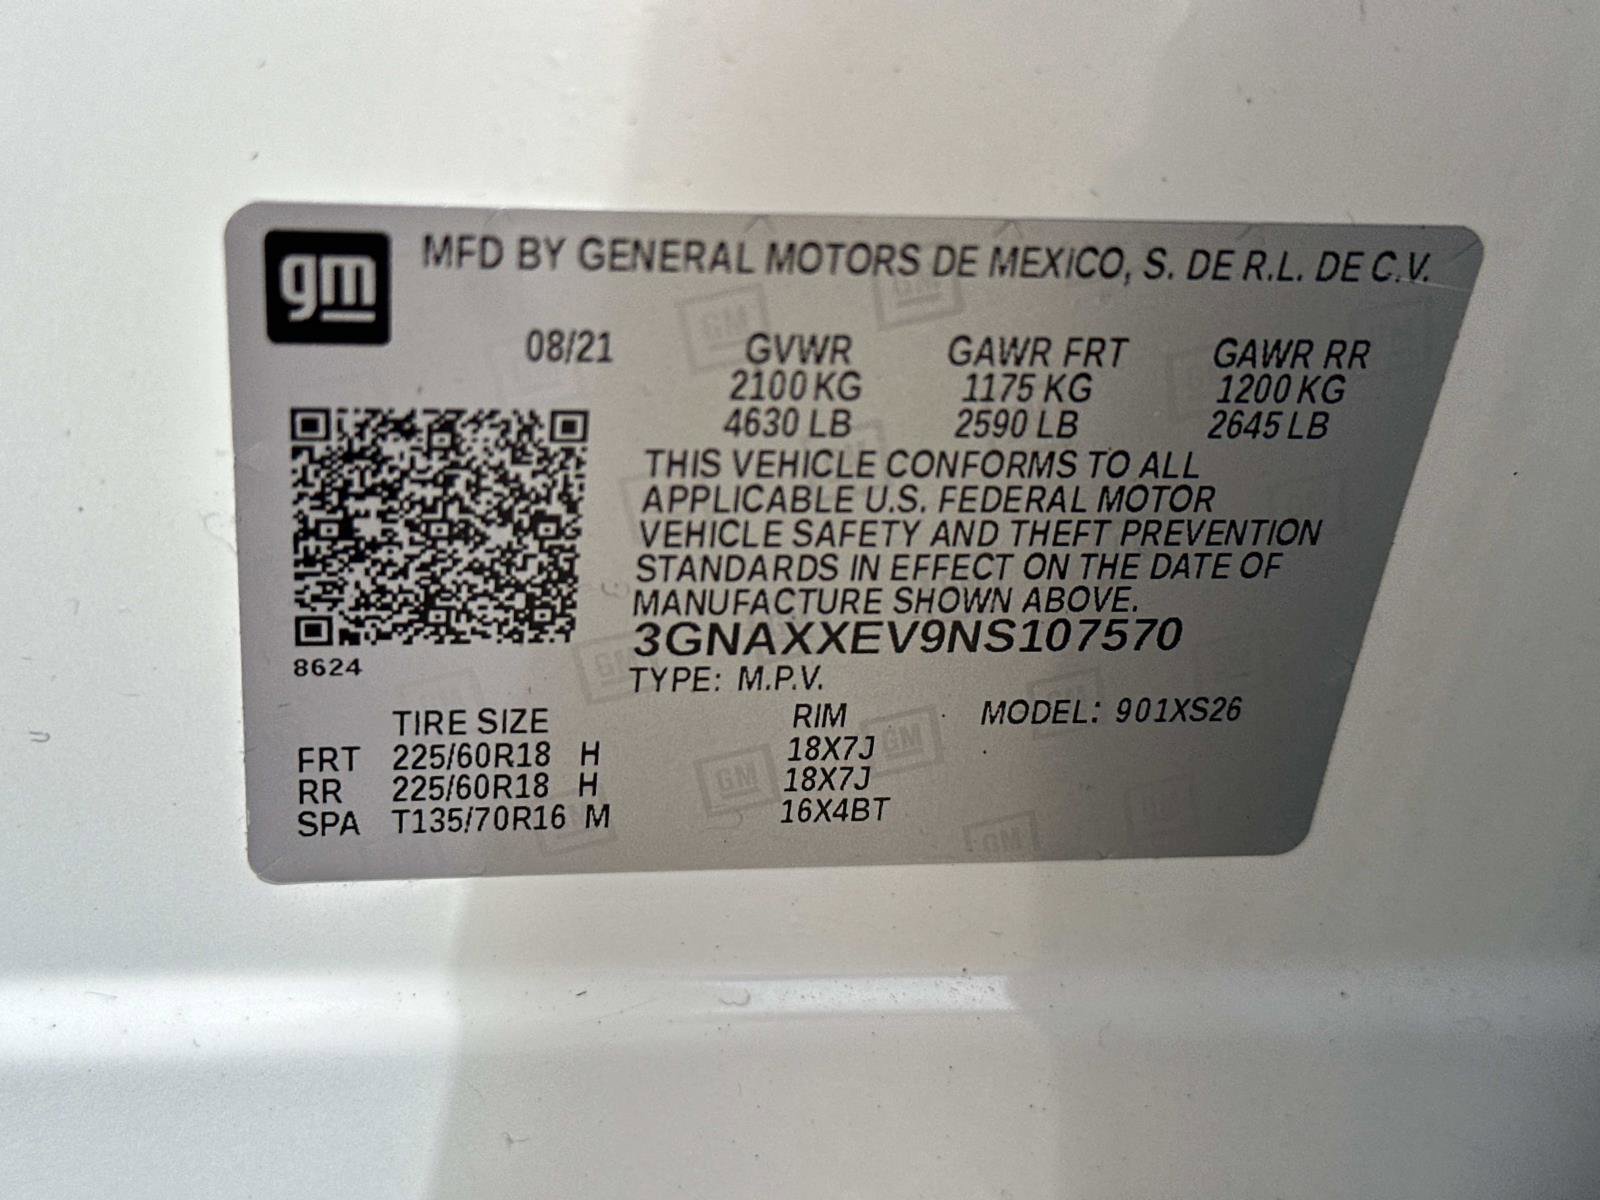 gm
MFD BY GENERAL MOTORS DE MEXICO, S. DE R.L. DE C.V.
08/21 GVWR GAWR FRT GAWR RR
2100 KG 1175 KG 1200 KG
4630 LB 2590 LB 2645 LB
THIS VEHICLE CONFORMS TO ALL
APPLICABLE U.S. FEDERAL MOTOR
VEHICLE SAFETY AND THEFT PREVENTION
STANDARDS IN EFFECT ON THE DATE OF
MANUFACTURE SHOWN ABOVE.
3GNAXXEV9NS107570
8624
TYPE: M.P.V.
TIRE SIZE RIM MODEL: 901XS26
FRT 225/60R18 H 18X7J
RR 225/60R18 H 18X7J
SPA T135/70R16 M 16X4BT